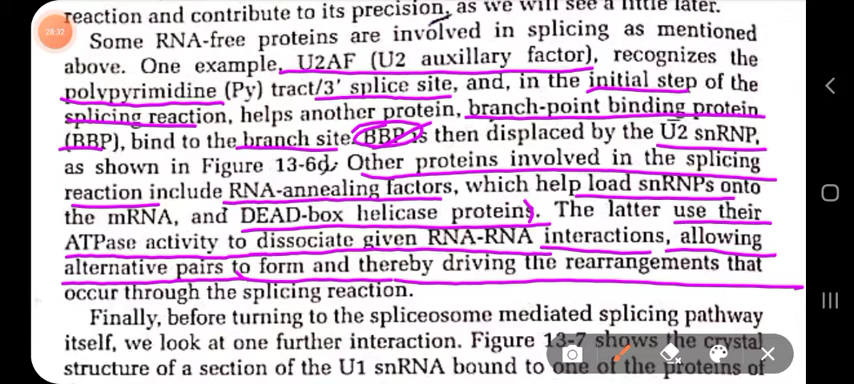 reaction and contribute to its precision, as we will see a little later.
28:32
Some RNA-free proteins are involved in splicing as mentioned
above. One example, U2AF (U2 auxillary factor), recognizes the
polypyrimidine (Py) tract/3' splice site, and, in the initial step of the
splicing reaction, helps another protein, branch-point binding protein
(BBP), bind to the branch site. BBP is then displaced by the U2 snRNP,
as shown in Figure 13-6d. Other proteins involved in the splicing
reaction include RNA-annealing factors, which help load snRNPs onto
the mRNA, and DEAD-box helicase proteins. The latter use their
ATPase activity to dissociate given RNA-RNA interactions, allowing
alternative pairs to form and thereby driving the rearrangements that
occur through the splicing reaction.
Finally, before turning to the spliceosome mediated splicing pathway
itself, we look at one further interaction. Figure 13-7 shows the crystal
structure of a section of the U1 snRNA bound to one of the proteins of